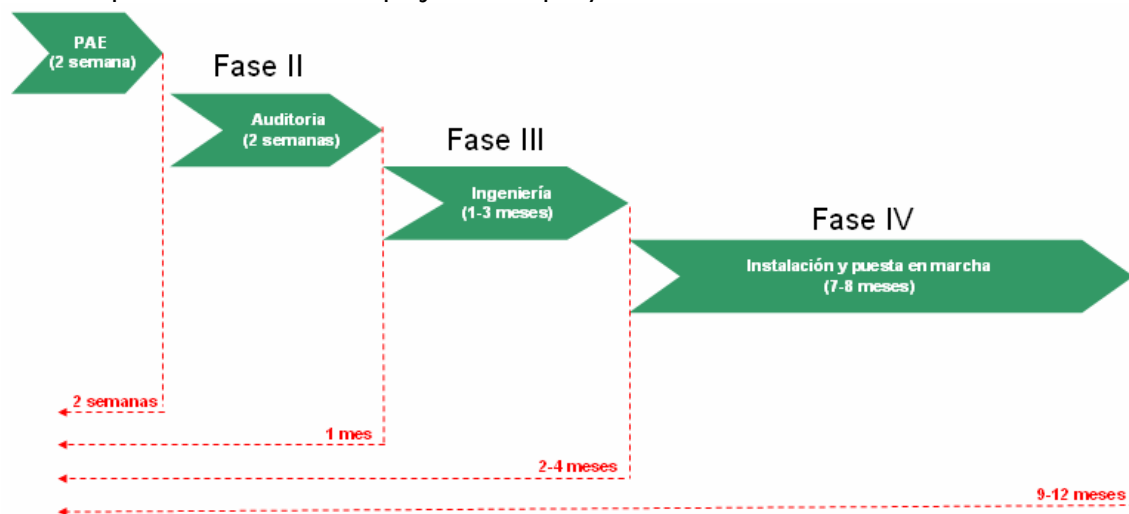 PAE
(2 semana)
Fase II
Auditoria
(2 semanas)
Fase III
Ingeniería
(1-3 meses)
Fase IV
Instalación y puesta en marcha
(7-8 meses)
2 semanas
1 mes
2-4 meses
9-12 meses